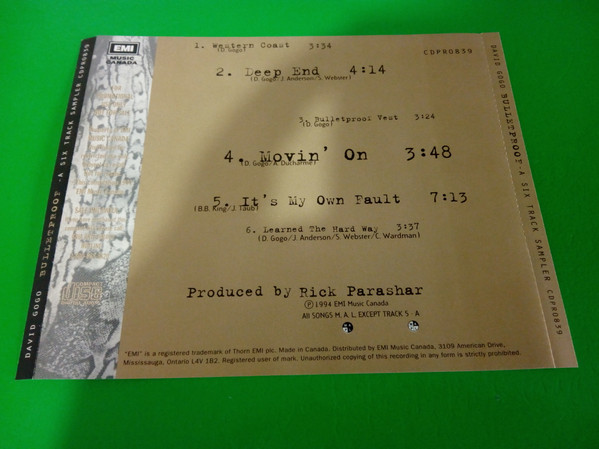 EMI
MUSIC
CANADA
CDPRO839
1. Western Coast 3:34
(D. Gogo)
2. Deep End 4:14
(D. Gogo/J. Anderson/S. Webster)
3. Bulletproof Vest 3:24
(D. Gogo)
4. Movin' On 3:48
(D. Gogo/A. Ducharme)
5. It's My Own Fault 7:13
(B.B. King/J. Taub)
6. Learned The Hard Way 3:37
(D. Gogo/J. Anderson/S. Webster/C. Wardman)
Produced by Rick Parashar
Ⓟ 1994 EMI Music Canada
All SONGS M. A. L. EXCEPT TRACK 5 - A
"EMI" is a registered trademark of Thorn EMI plc. Made in Canada. Distributed by EMI Music Canada, 3109 American Drive,
Mississauga, Ontario L4V 1B2. Registered user of mark. Unauthorized copying of this recording in any form is strictly prohibited.
DAVID GOGO BULLETPROOF - A SIX TRACK SAMPLER CDPRO839
DAVID GOGO BULLETPROOF - A SIX TRACK SAMPLER CDPRO839